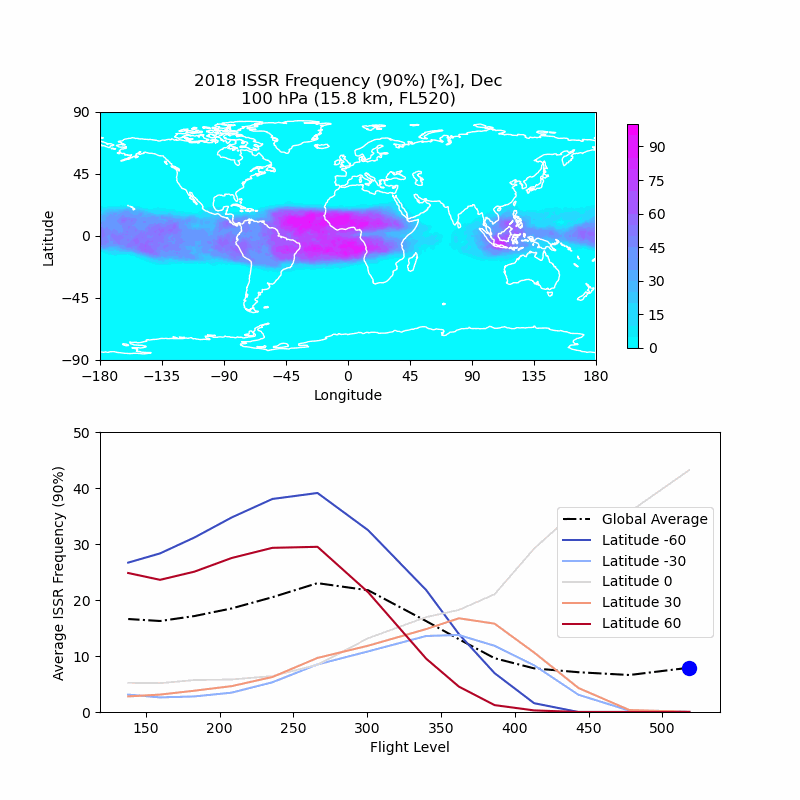 2018 ISSR Frequency (90%) [%], Dec
100 hPa (15.8 km, FL520)
90
45
0
−45
−90
Latitude
−180 −135 −90 −45 0 45 90 135 180
Longitude
90
75
60
45
30
15
0
50
40
30
20
10
0
Average ISSR Frequency (90%)
Global Average
Latitude -60
Latitude -30
Latitude 0
Latitude 30
Latitude 60
150 200 250 300 350 400 450 500
Flight Level